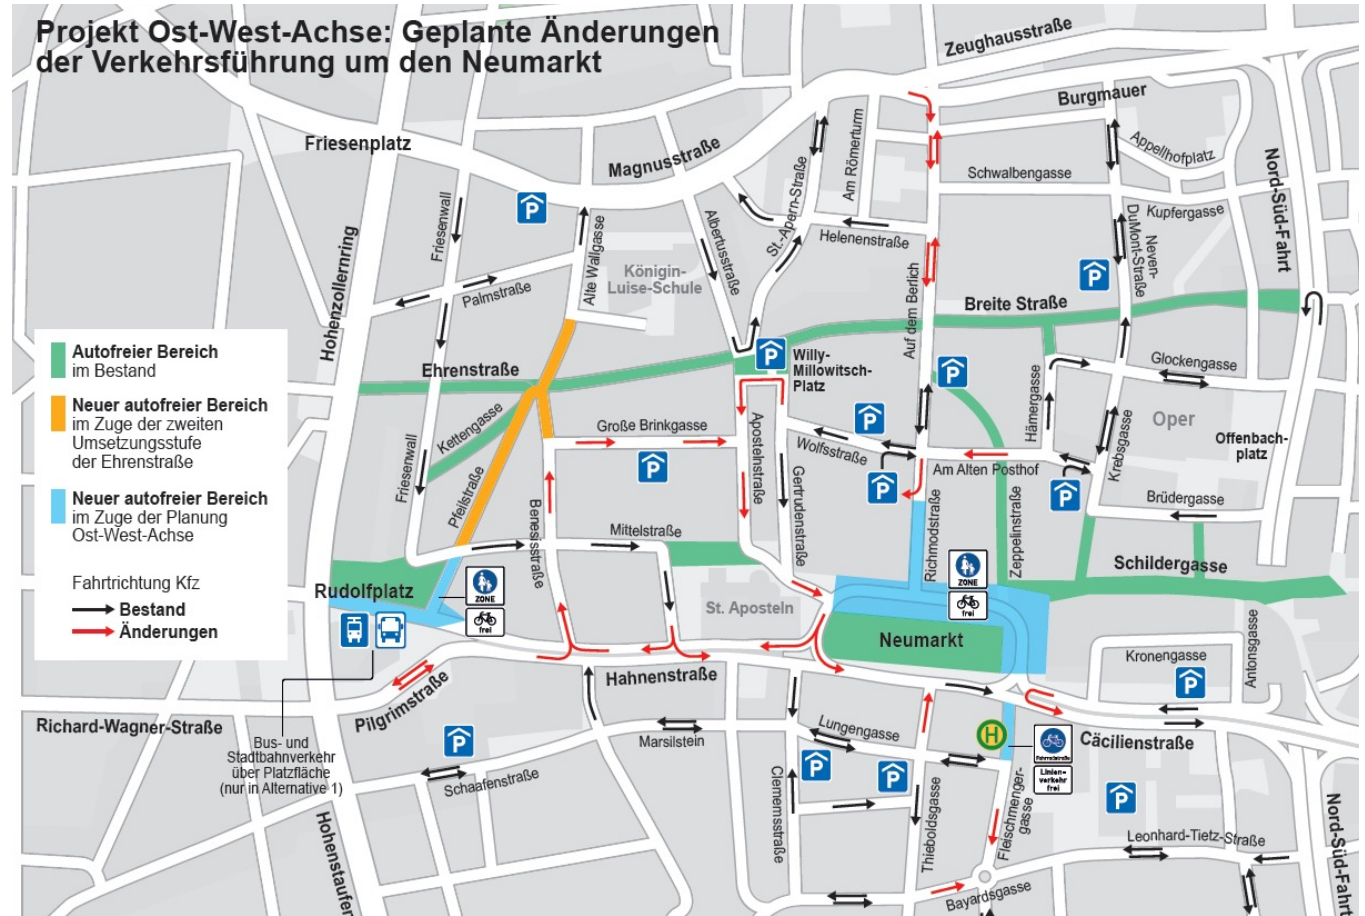 Projekt Ost-West-Achse: Geplante Änderungen
der Verkehrsführung um den Neumarkt
Zeughausstraße
Burgmauer
Friesenplatz
Magnusstraße
Am Römerturm
Appellhofplatz
Nord-Süd-Fahrt
Schwalbengasse
P
Friesenwall
Albertusstraße
St.-Apern-Straße
Helenenstraße
Kupfergasse
Neven-
DuMont-Straße
Hohenzollernring
Palmstraße
Alte Wallgasse
Königin-
Luise-Schule
Auf dem Berlich
P
Breite Straße
Autofreier Bereich
im Bestand
Ehrenstraße
P
Willy-
Millowitsch-
Platz
P
Glockengasse
Neuer autofreier Bereich
im Zuge der zweiten
Umsetzungsstufe
der Ehrenstraße
Kettengasse
Große Brinkgasse
Apostelnstraße
P
Wolfsstraße
Hämergasse
Krebsgasse
Oper
Offenbach-
platz
Friesenwall
P
Gertrudenstraße
P
Am Alten Posthof
P
Brüdergasse
Neuer autofreier Bereich
im Zuge der Planung
Ost-West-Achse
Pfeilstraße
Benesisstraße
Mittelstraße
Richmodstraße
Zeppelinstraße
Schildergasse
Fahrtrichtung Kfz
Bestand
Änderungen
Rudolfplatz
ZONE
frei
St. Aposteln
ZONE
frei
Neumarkt
Antonsgasse
Kronengasse
P
Hahnenstraße
Richard-Wagner-Straße
Pilgrimstraße
Bus- und
Stadtbahnverkehr
über Platzfläche
(nur in Alternative 1)
P
Marsilstein
Lungengasse
H
Cäcilienstraße
Fahrradstraße
Linien-
verkehr
frei
Schaafenstraße
P
P
P
Clemensstraße
Thieboldsgasse
Fleischmenger-
gasse
Leonhard-Tietz-Straße
Nord-Süd-Fahrt
Hohenstaufen
Bayardsgasse